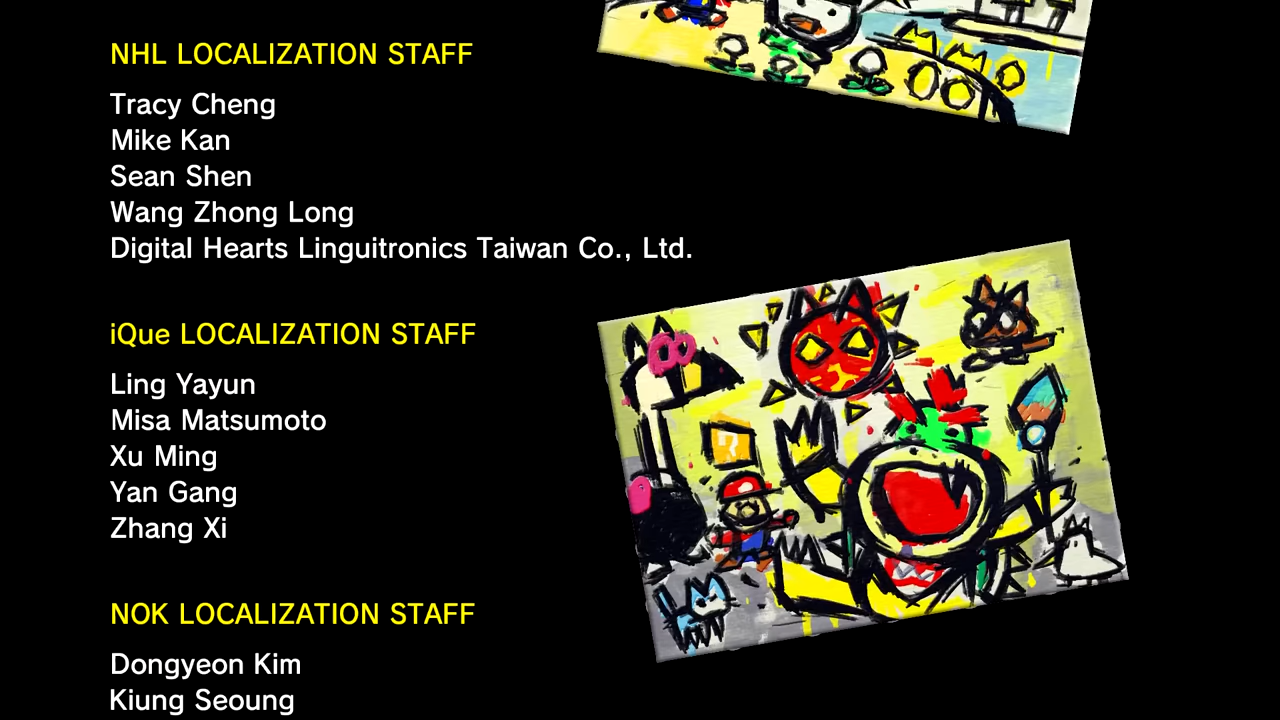 NHL LOCALIZATION STAFF
Tracy Cheng
Mike Kan
Sean Shen
Wang Zhong Long
Digital Hearts Linguitronics Taiwan Co., Ltd.
iQue LOCALIZATION STAFF
Ling Yayun
Misa Matsumoto
Xu Ming
Yan Gang
Zhang Xi
NOK LOCALIZATION STAFF
Dongyeon Kim
Kiung Seoung
?